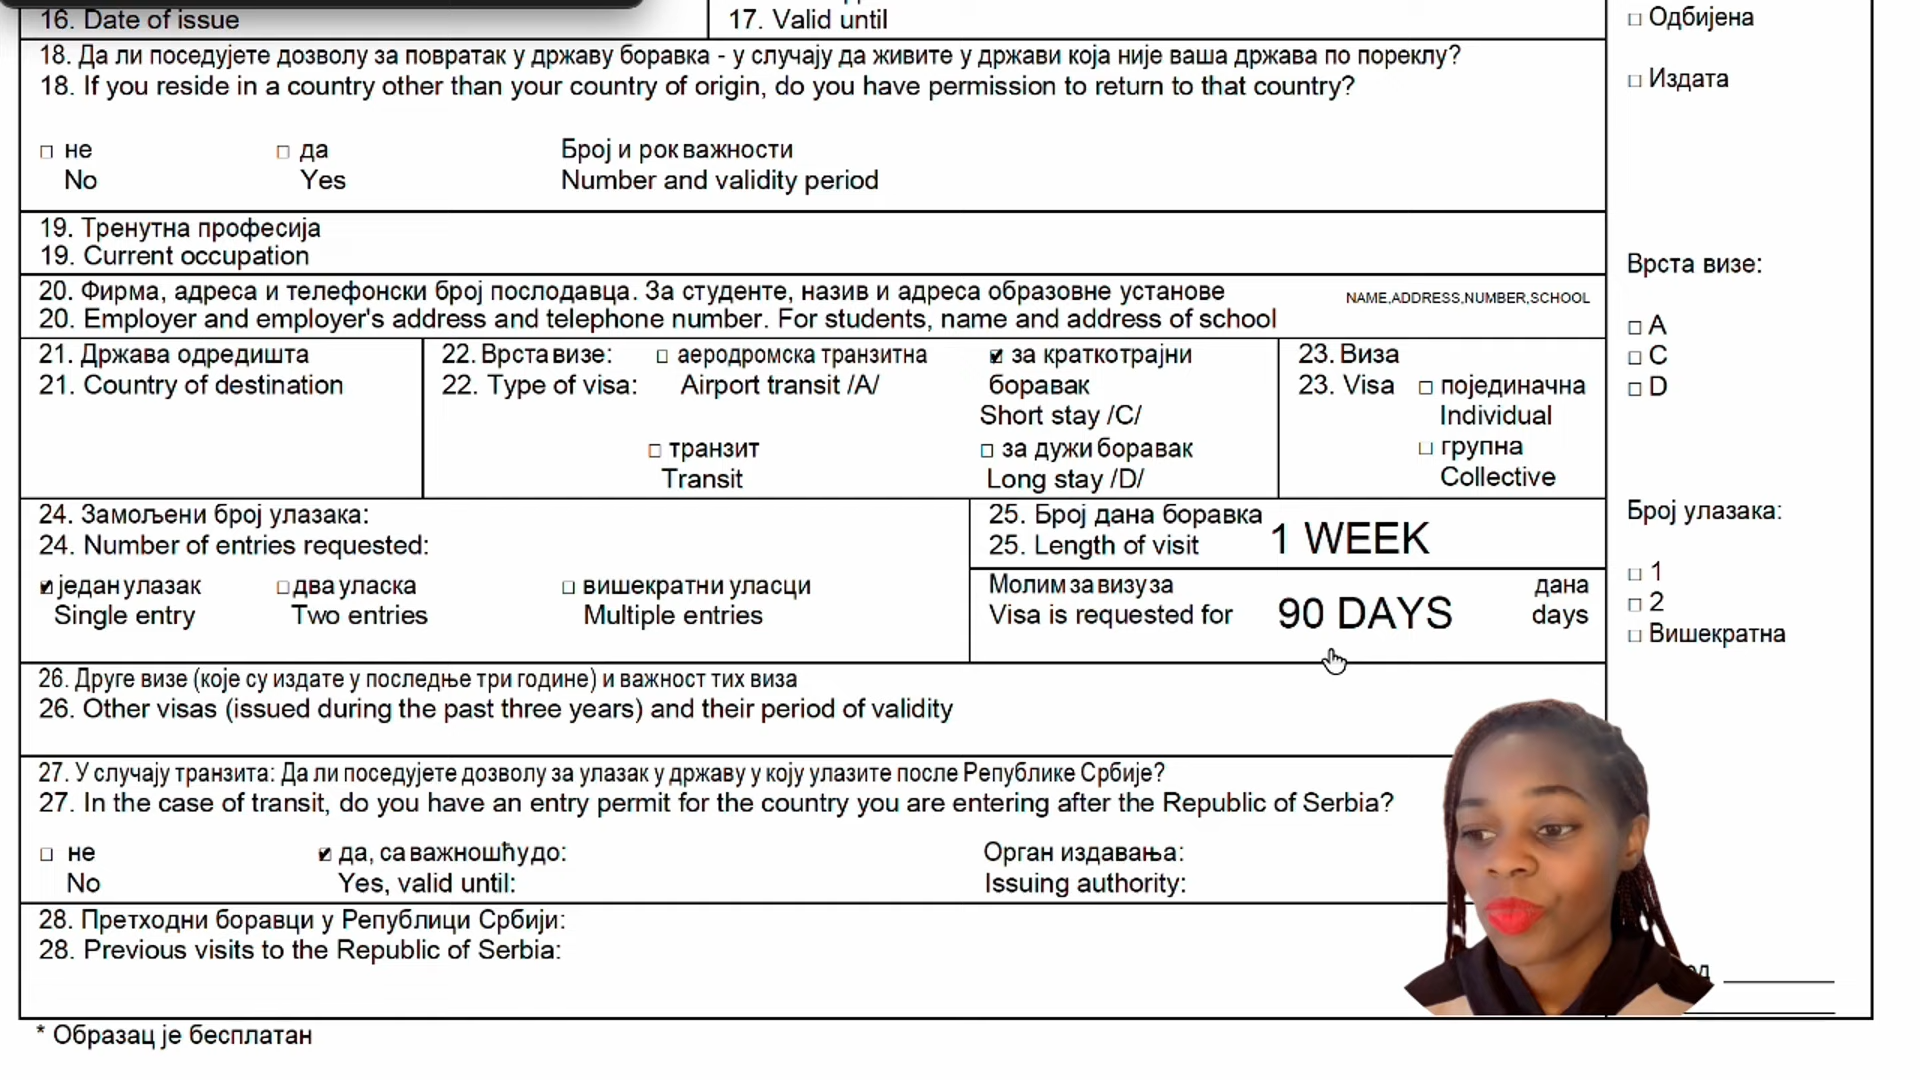 16. Date of issue
17. Valid until
□ Одбијена
18. Да ли поседујете дозволу за повратак у државу боравка - у случају да живите у држави која није ваша држава по пореклу?
18. If you reside in a country other than your country of origin, do you have permission to return to that country?
□ Издата
□ не □ да Број и рок важности
No Yes Number and validity period
19. Тренутна професија
19. Current occupation
Врста визе:
20. Фирма, адреса и телефонски број послодавца. За студенте, назив и адреса образовне установе
20. Employer and employer's address and telephone number. For students, name and address of school
NAME,ADDRESS,NUMBER,SCHOOL
□ A
□ C
□ D
21. Држава одредишта
21. Country of destination
22. Врста визе: □ аеродромска транзитна
22. Type of visa: Airport transit /A/
☑ за краткотрајни
боравак
Short stay /C/
□ транзит
Transit
□ за дужи боравак
Long stay /D/
23. Виза
23. Visa □ појединачна
Individual
□ групна
Collective
24. Замољени број улазака:
24. Number of entries requested:
☑ један улазак □ два уласка □ вишекратни уласци
Single entry Two entries Multiple entries
25. Број дана боравка
25. Length of visit
1 WEEK
Молим за визу за дана
Visa is requested for 90 DAYS days
Број улазака:
□ 1
□ 2
□ Вишекратна
26. Друге визе (које су издате у последње три године) и важност тих виза
26. Other visas (issued during the past three years) and their period of validity
27. У случају транзита: Да ли поседујете дозволу за улазак у државу у коју улазите после Републике Србије?
27. In the case of transit, do you have an entry permit for the country you are entering after the Republic of Serbia?
□ не ☑ да, са важношћу до: Орган издавања:
No Yes, valid until: Issuing authority:
28. Претходни боравци у Републици Србији:
28. Previous visits to the Republic of Serbia:
* Образац је бесплатан